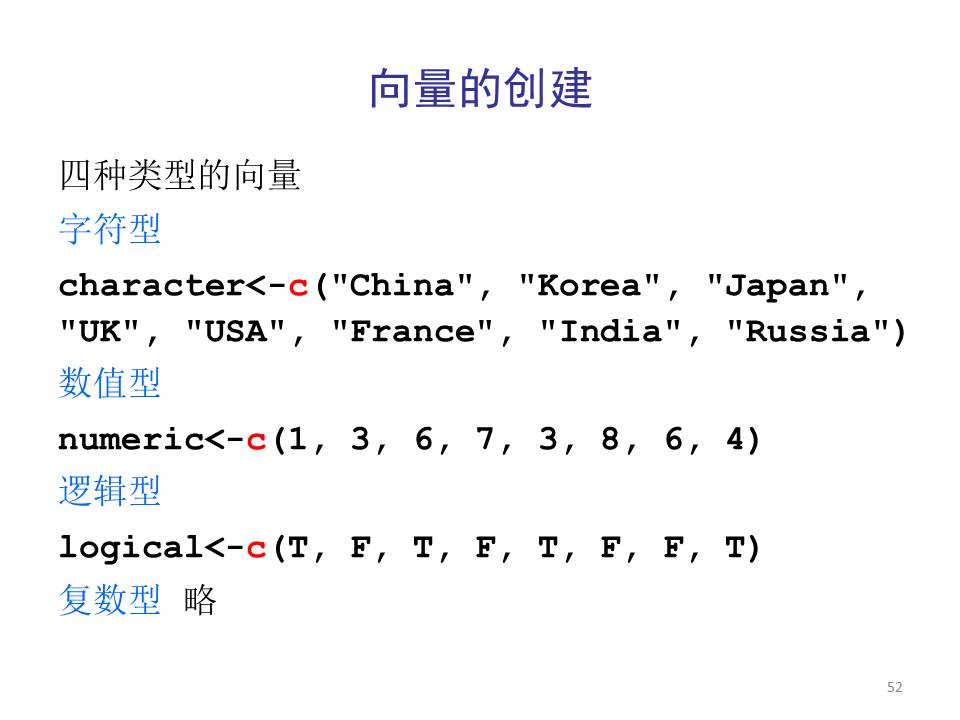 向量的创建
四种类型的向量
字符型
character<-c("China", "Korea", "Japan",
"UK", "USA", "France", "India", "Russia")
数值型
numeric<-c(1, 3, 6, 7, 3, 8, 6, 4)
逻辑型
logical<-c(T, F, T, F, T, F, F, T)
复数型 略
52